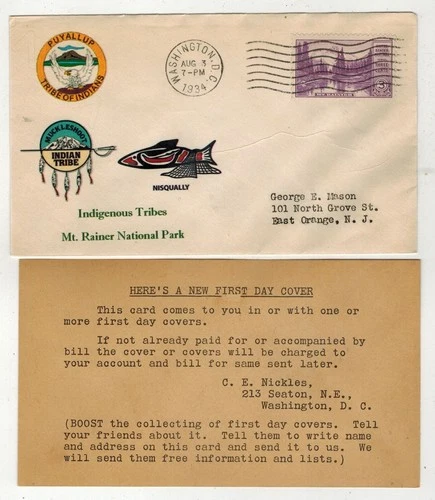 PUYALLUP
TRIBE OF INDIANS
WASHINGTON, D.C.
AUG 3
7-PM
1934
3¢
MUCKLESHOOT
INDIAN
TRIBE
NISQUALLY
Indigenous Tribes
Mt. Rainer National Park
George E. Mason
101 North Grove St.
East Orange, N. J.
HERE'S A NEW FIRST DAY COVER
This card comes to you in or with one or
more first day covers.
If not already paid for or accompanied by
bill the cover or covers will be charged to
your account and bill for same sent later.
C. E. Nickles,
213 Seaton, N.E.,
Washington, D. C.
(BOOST the collecting of first day covers. Tell
your friends about it. Tell them to write name
and address on this card and send it to us. We
will send them free information and lists.)